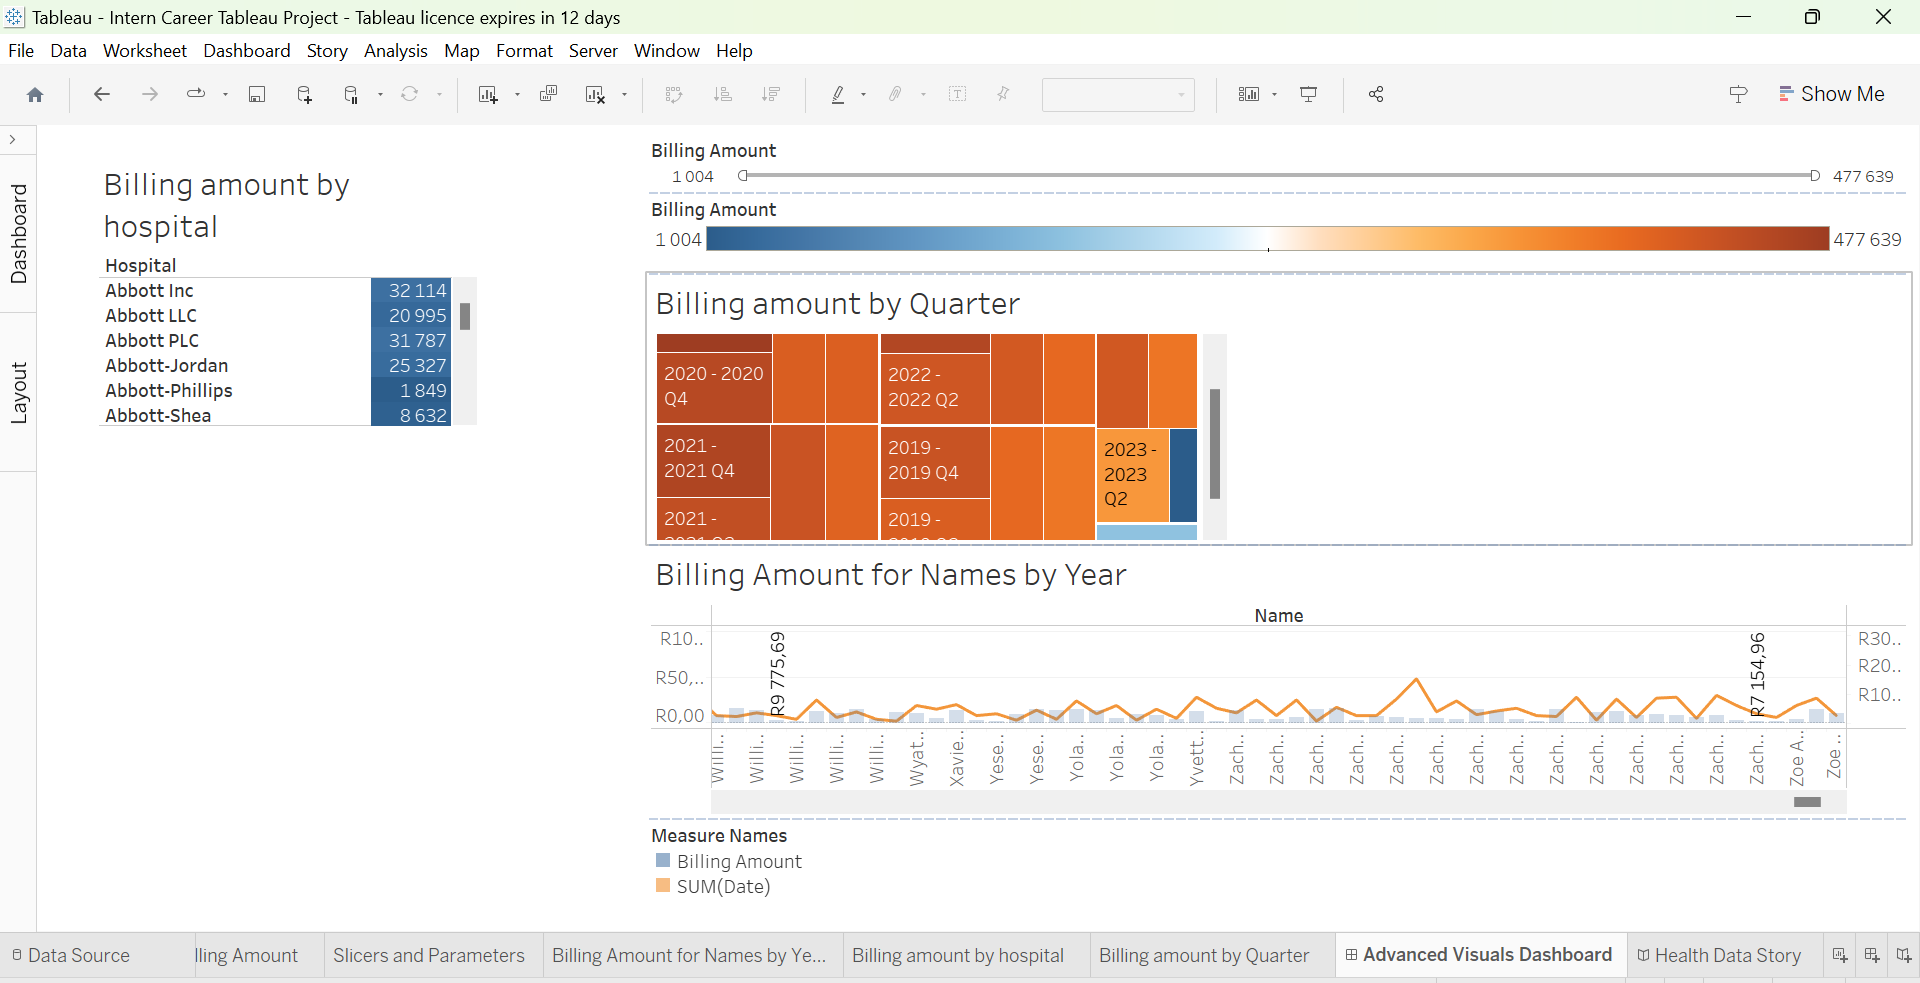 Tableau - Intern Career Tableau Project - Tableau licence expires in 12 days
File Data Worksheet Dashboard Story Analysis Map Format Server Window Help
Show Me
Dashboard
Layout
Billing amount by
hospital
Hospital
Abbott Inc 32 114
Abbott LLC 20 995
Abbott PLC 31 787
Abbott-Jordan 25 327
Abbott-Phillips 1 849
Abbott-Shea 8 632
Billing Amount
1 004 477 639
Billing Amount
1 004 477 639
Billing amount by Quarter
2020 - 2020
Q4
2022 -
2022 Q2
2021 -
2021 Q4
2019 -
2019 Q4
2023 -
2023
Q2
2021 -
2019 -
Billing Amount for Names by Year
Name
R10..
R50,..
R0,00
R9 775,69
R7 154,96
R30..
R20..
R10..
Willi..
Willi..
Willi..
Willi..
Willi..
Wyat..
Xavie..
Yese..
Yese..
Yola..
Yola..
Yola..
Yvett..
Zach..
Zach..
Zach..
Zach..
Zach..
Zach..
Zach..
Zach..
Zach..
Zach..
Zach..
Zach..
Zach..
Zach..
Zoe A..
Zoe ..
Measure Names
Billing Amount
SUM(Date)
Data Source lling Amount Slicers and Parameters Billing Amount for Names by Ye... Billing amount by hospital Billing amount by Quarter Advanced Visuals Dashboard Health Data Story